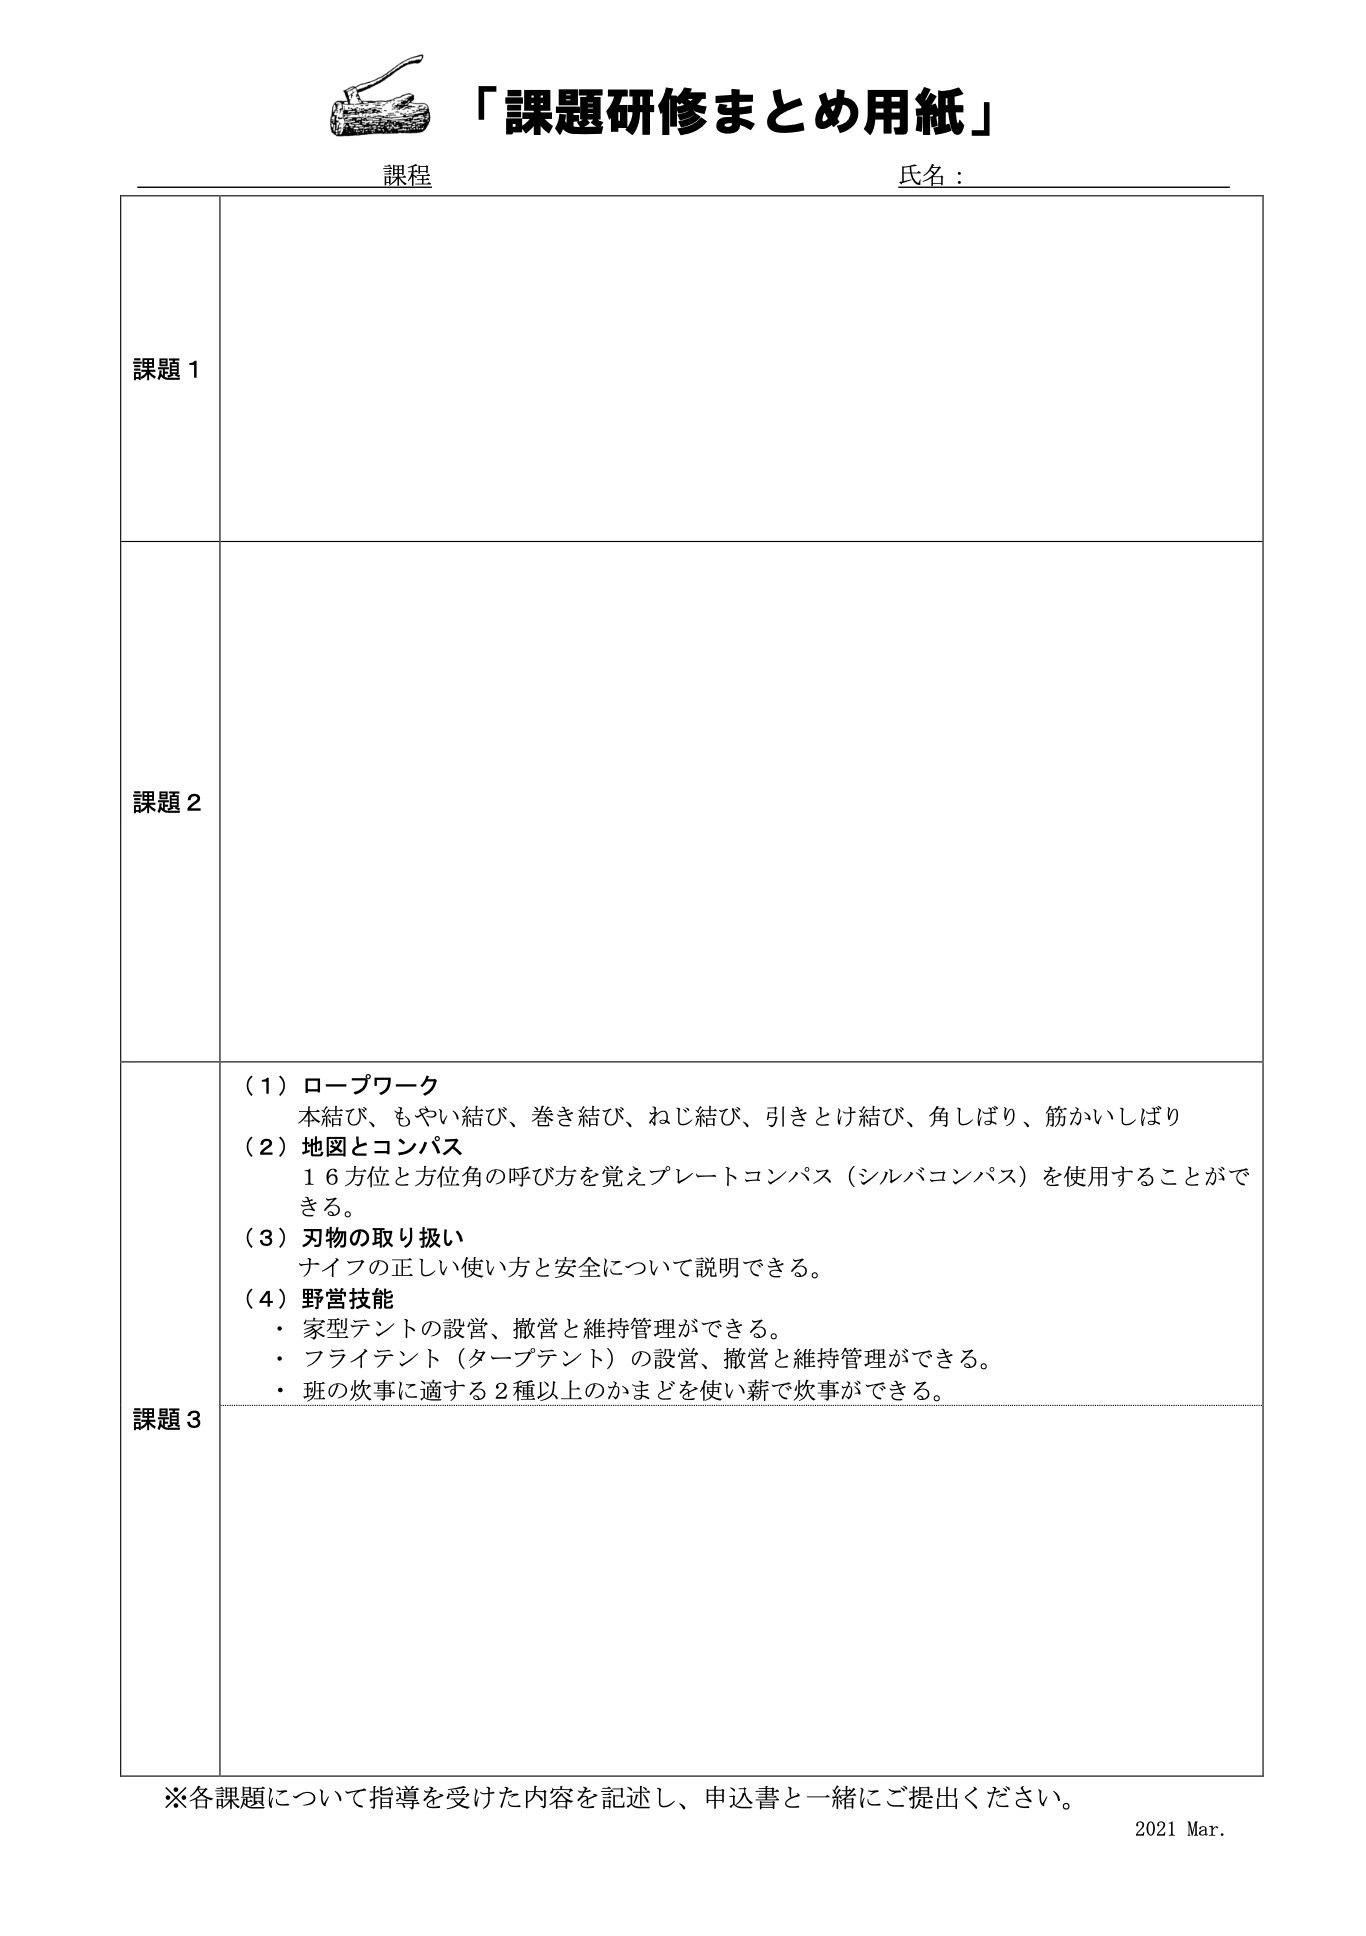 「課題研修まとめ用紙」
課程 氏名：
課題１
課題２
（１）ロープワーク
本結び、もやい結び、巻き結び、ねじ結び、引きとけ結び、角しばり、筋かいしばり
（２）地図とコンパス
１６方位と方位角の呼び方を覚えプレートコンパス（シルバコンパス）を使用することがで
きる。
（３）刃物の取り扱い
ナイフの正しい使い方と安全について説明できる。
（４）野営技能
・ 家型テントの設営、撤営と維持管理ができる。
・ フライテント（タープテント）の設営、撤営と維持管理ができる。
・ 班の炊事に適する２種以上のかまどを使い薪で炊事ができる。
課題３
※各課題について指導を受けた内容を記述し、申込書と一緒にご提出ください。
2021 Mar.